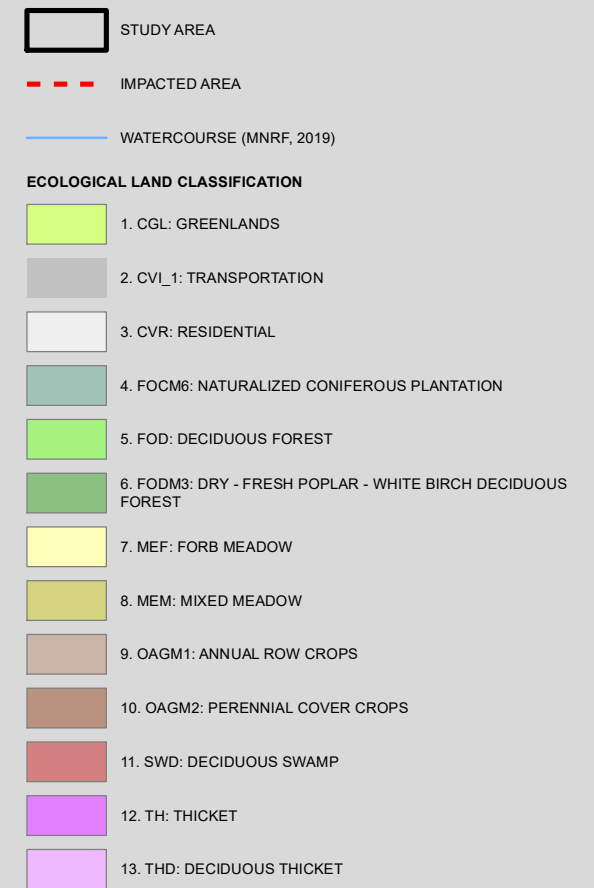 STUDY AREA
IMPACTED AREA
WATERCOURSE (MNRF, 2019)
ECOLOGICAL LAND CLASSIFICATION
1. CGL: GREENLANDS
2. CVI_1: TRANSPORTATION
3. CVR: RESIDENTIAL
4. FOCM6: NATURALIZED CONIFEROUS PLANTATION
5. FOD: DECIDUOUS FOREST
6. FODM3: DRY - FRESH POPLAR - WHITE BIRCH DECIDUOUS
FOREST
7. MEF: FORB MEADOW
8. MEM: MIXED MEADOW
9. OAGM1: ANNUAL ROW CROPS
10. OAGM2: PERENNIAL COVER CROPS
11. SWD: DECIDUOUS SWAMP
12. TH: THICKET
13. THD: DECIDUOUS THICKET